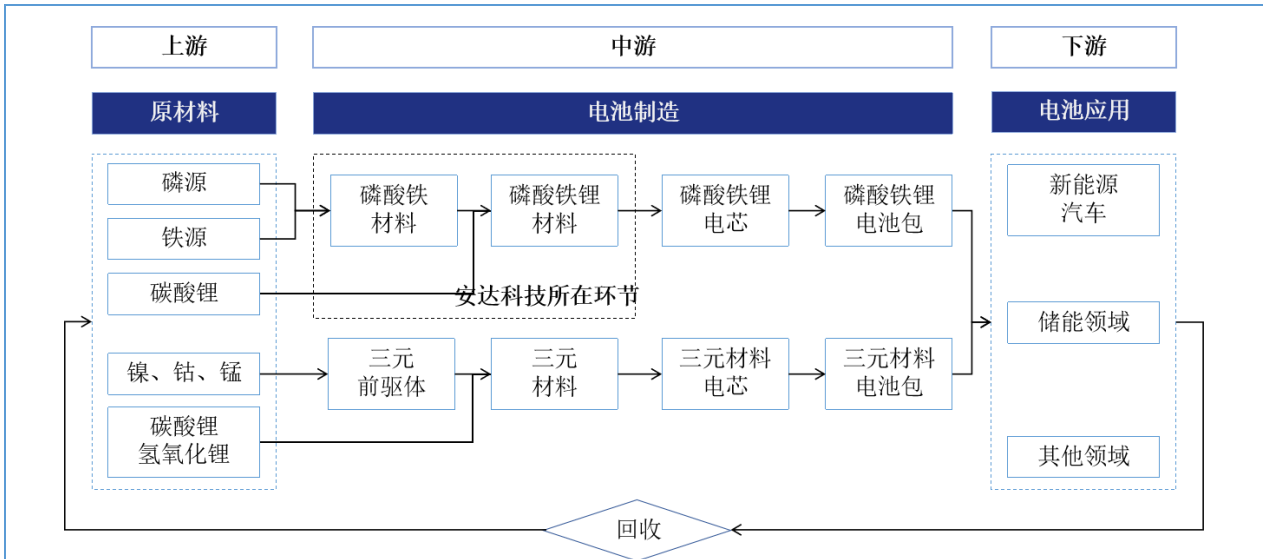 上游
中游
下游
原材料
电池制造
电池应用
磷源
铁源
碳酸锂
镍、钴、锰
碳酸锂
氢氧化锂
磷酸铁
材料
磷酸铁锂
材料
磷酸铁锂
电芯
磷酸铁锂
电池包
安达科技所在环节
三元
前驱体
三元
材料
三元材料
电芯
三元材料
电池包
新能源
汽车
储能领域
其他领域
回收